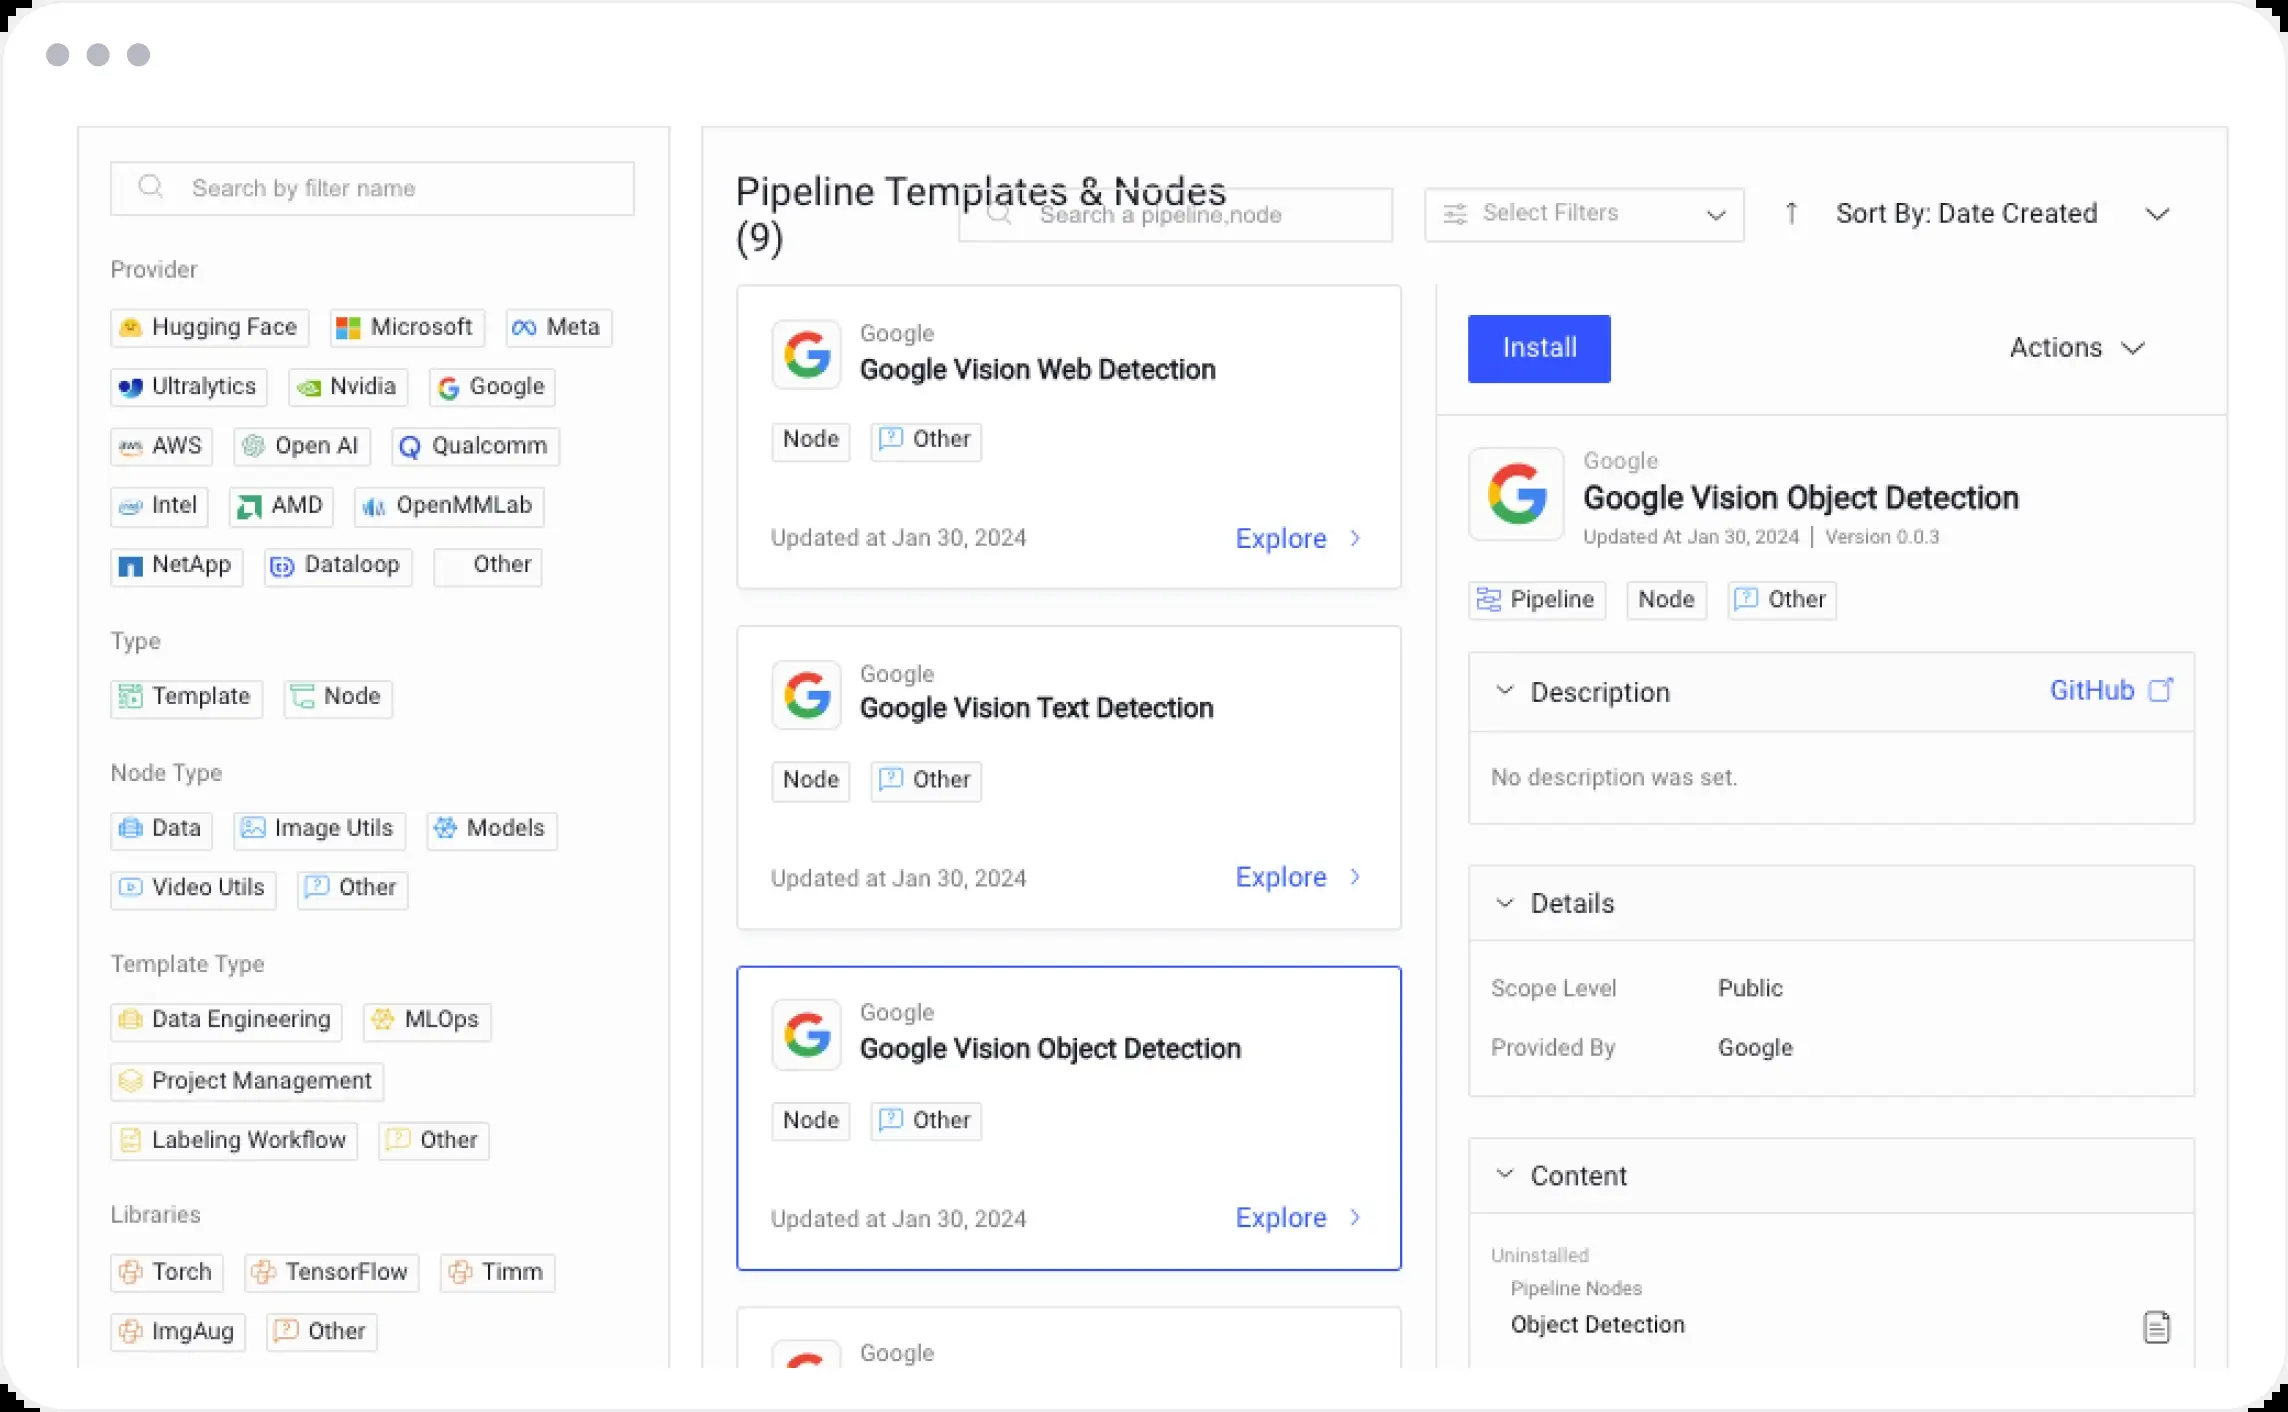 Search by filter name
Provider
Hugging Face Microsoft Meta
Ultralytics Nvidia Google
aws AWS Open AI Qualcomm
intel Intel AMD OpenMMLab
NetApp Dataloop Other
Type
Template Node
Node Type
Data Image Utils Models
Video Utils ? Other
Template Type
Data Engineering MLOps
Project Management
Labeling Workflow ? Other
Libraries
Torch TensorFlow Timm
ImgAug ? Other
Pipeline Templates & Nodes
(9)
Search a pipeline,node
Select Filters
↑ Sort By: Date Created
Google
Google Vision Web Detection
Node ? Other
Updated at Jan 30, 2024 Explore
Google
Google Vision Text Detection
Node ? Other
Updated at Jan 30, 2024 Explore
Google
Google Vision Object Detection
Node ? Other
Updated at Jan 30, 2024 Explore
Google
Install Actions
Google
Google Vision Object Detection
Updated At Jan 30, 2024 | Version 0.0.3
Pipeline Node ? Other
Description GitHub
No description was set.
Details
Scope Level Public
Provided By Google
Content
Uninstalled
Pipeline Nodes
Object Detection